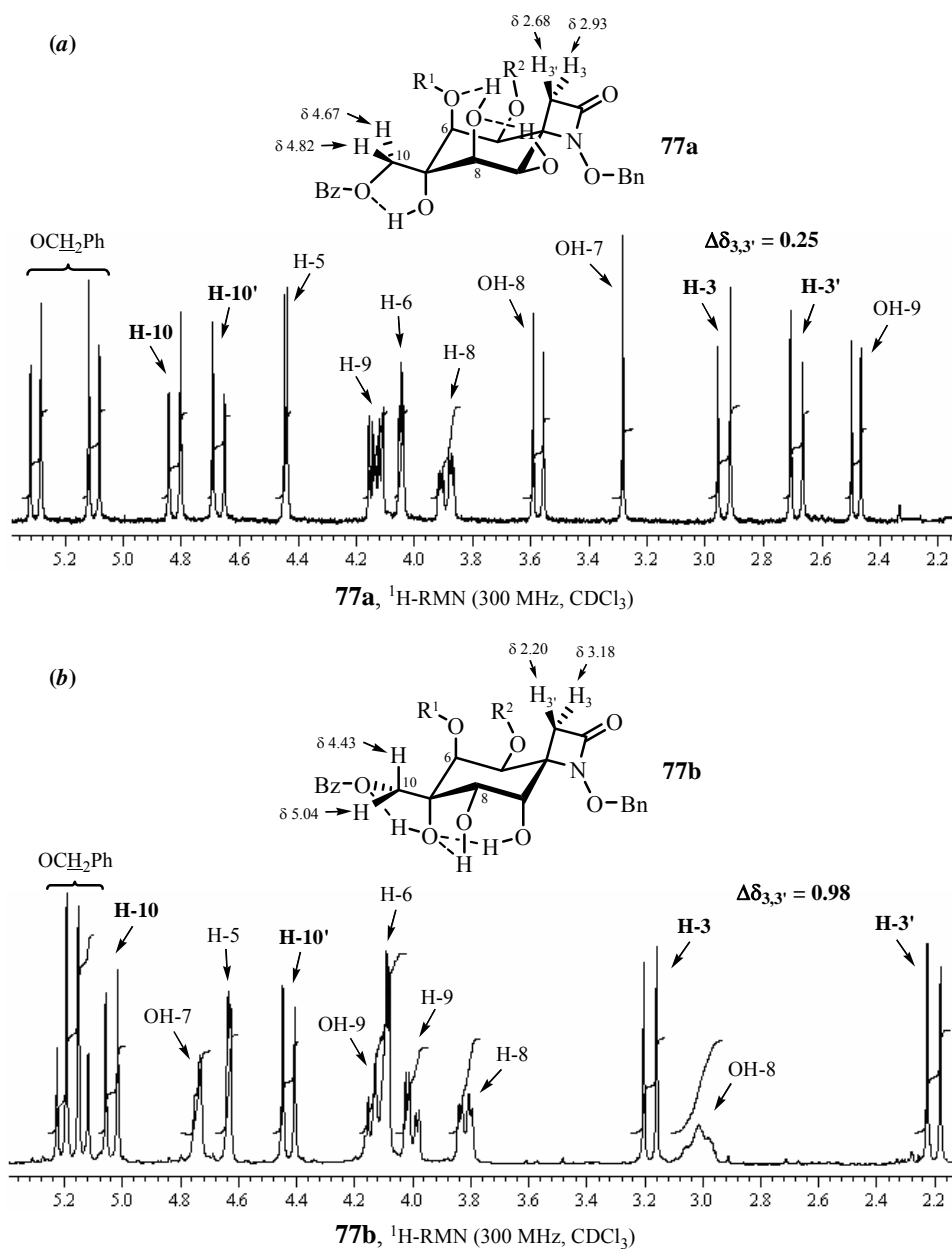 (a)
δ 2.68 δ 2.93
H3' H3
R¹ O H R² O
O
δ 4.67
δ 4.82
H
H 10
6
O
H
8
N
O
O Bn
Bz O
H O
77a
OCH₂Ph
H-10
H-10'
H-5
H-9
H-6
H-8
OH-8
OH-7
Δδ3,3' = 0.25
H-3
H-3'
OH-9
5.2 5.0 4.8 4.6 4.4 4.2 4.0 3.8 3.6 3.4 3.2 3.0 2.8 2.6 2.4 2.2
77a, ¹H-RMN (300 MHz, CDCl₃)
(b)
δ 2.20 δ 3.18
H3' H3
R¹ O R² O
O
δ 4.43
H
6
10
Bz O
δ 5.04 H
8
N
O Bn
H O O H O
H
77b
OCH₂Ph
H-10
OH-7
H-5
H-10'
OH-9
H-6
H-9
H-8
Δδ3,3' = 0.98
H-3
OH-8
H-3'
5.2 5.0 4.8 4.6 4.4 4.2 4.0 3.8 3.6 3.4 3.2 3.0 2.8 2.6 2.4 2.2
77b, ¹H-RMN (300 MHz, CDCl₃)